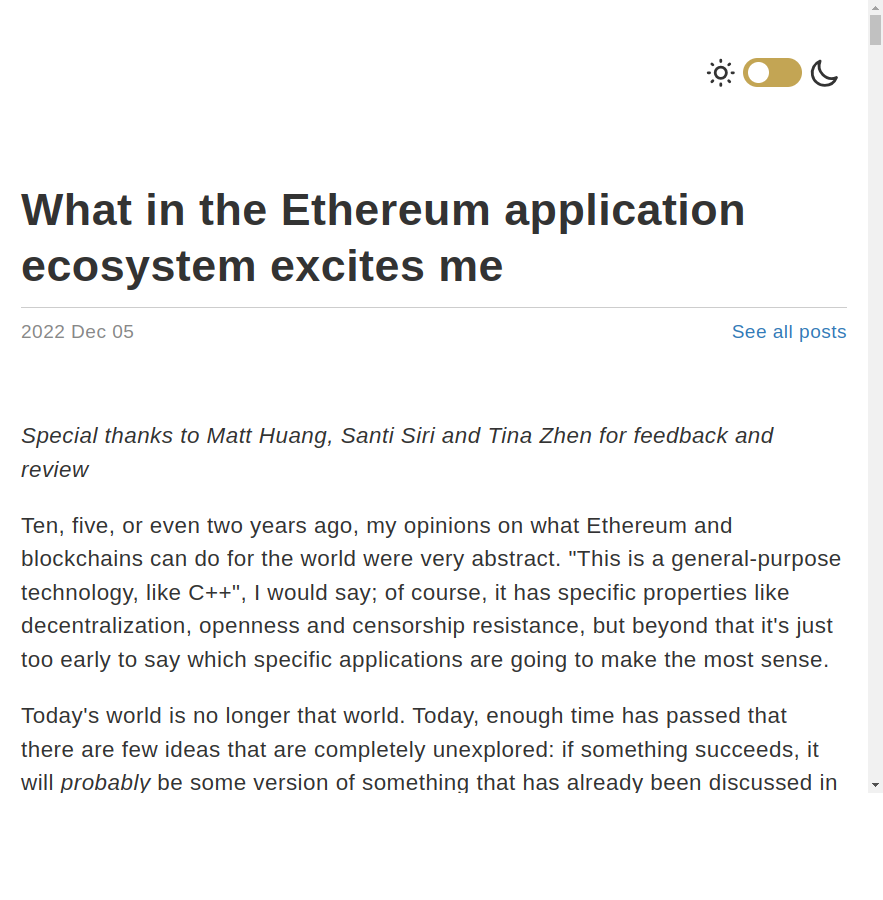 What in the Ethereum application
ecosystem excites me
2022 Dec 05
See all posts
Special thanks to Matt Huang, Santi Siri and Tina Zhen for feedback and
review
Ten, five, or even two years ago, my opinions on what Ethereum and
blockchains can do for the world were very abstract. "This is a general-purpose
technology, like C++", I would say; of course, it has specific properties like
decentralization, openness and censorship resistance, but beyond that it's just
too early to say which specific applications are going to make the most sense.
Today's world is no longer that world. Today, enough time has passed that
there are few ideas that are completely unexplored: if something succeeds, it
will probably be some version of something that has already been discussed in